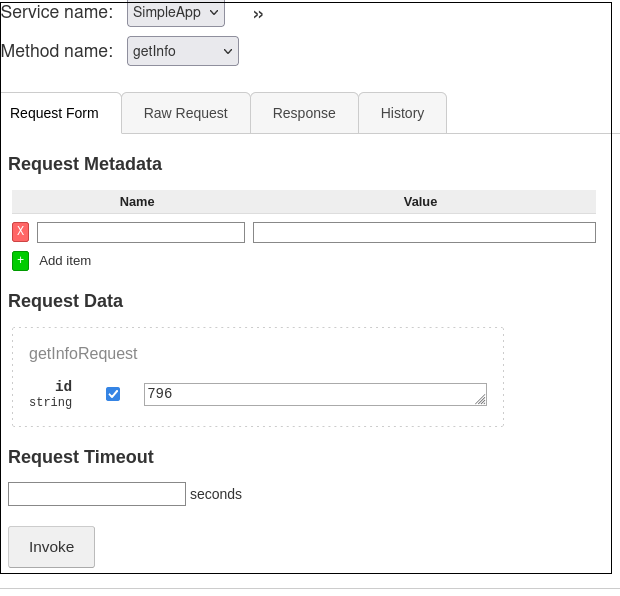 Service name: SimpleApp »
Method name: getInfo
Request Form Raw Request Response History
Request Metadata
Name Value
X
+ Add item
Request Data
getInfoRequest
id
string 796
Request Timeout
seconds
Invoke